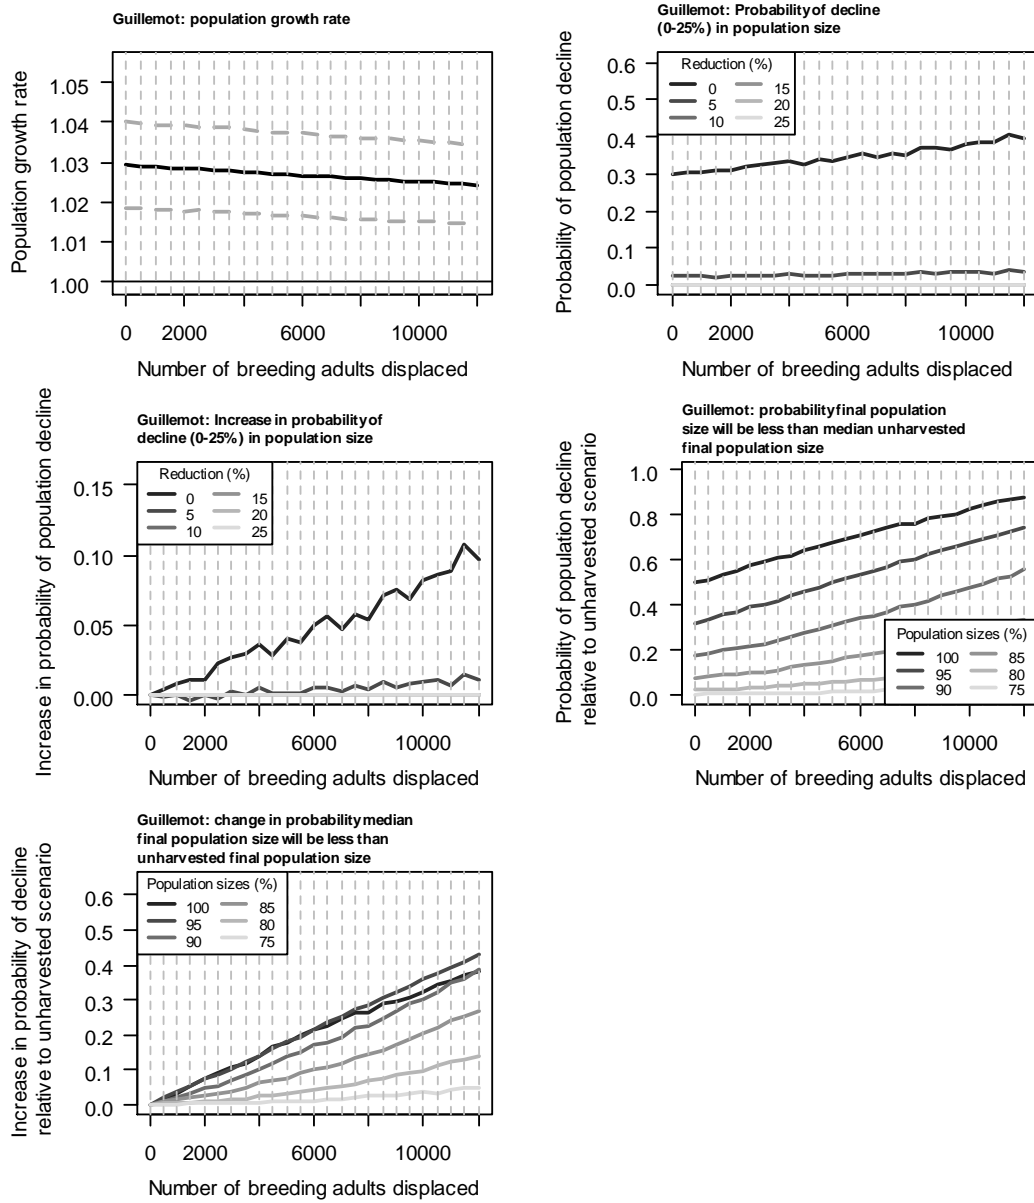 Guillemot: population growth rate
Population growth rate
1.05
1.04
1.03
1.02
1.01
1.00
0 2000 6000 10000
Number of breeding adults displaced
Guillemot: Probability of decline
(0-25%) in population size
Probability of population decline
0.6
0.5
0.4
0.3
0.2
0.1
0.0
Reduction (%)
0 15
5 20
10 25
0 2000 6000 10000
Number of breeding adults displaced
Guillemot: Increase in probability of
decline (0-25%) in population size
Increase in probability of population decline
0.15
0.10
0.05
0.00
Reduction (%)
0 15
5 20
10 25
0 2000 6000 10000
Number of breeding adults displaced
Guillemot: probability final population
size will be less than median unharvested
final population size
Probability of population decline
relative to unharvested scenario
1.0
0.8
0.6
0.4
0.2
0.0
Population sizes (%)
100 85
95 80
90 75
0 2000 6000 10000
Number of breeding adults displaced
Guillemot: change in probability median
final population size will be less than
unharvested final population size
Increase in probability of decline
relative to unharvested scenario
0.6
0.5
0.4
0.3
0.2
0.1
0.0
Population sizes (%)
100 85
95 80
90 75
0 2000 6000 10000
Number of breeding adults displaced